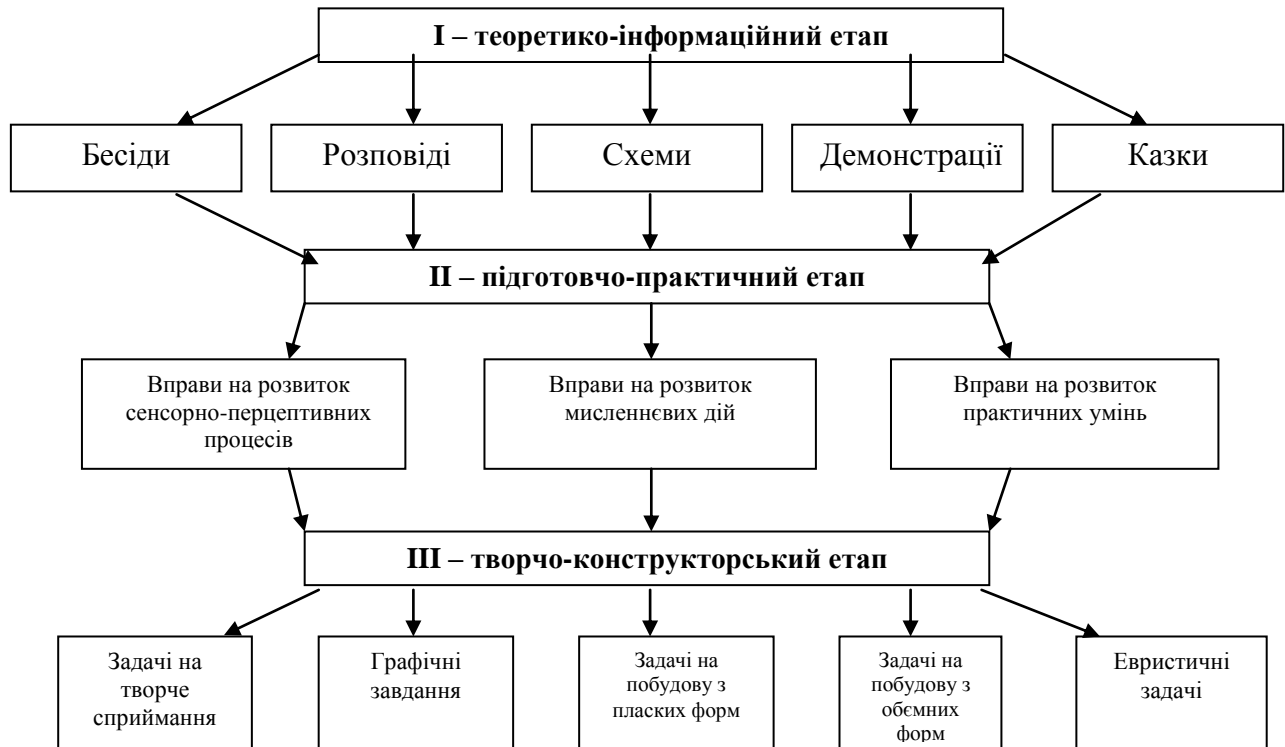 І – теоретико-інформаційний етап
Бесіди
Розповіді
Схеми
Демонстрації
Казки
ІІ – підготовчо-практичний етап
Вправи на розвиток
сенсорно-перцептивних
процесів
Вправи на розвиток
мисленнєвих дій
Вправи на розвиток
практичних умінь
ІІІ – творчо-конструкторський етап
Задачі на
творче
сприймання
Графічні
завдання
Задачі на
побудову з
пласких форм
Задачі на
побудову з
обємних
форм
Евристичні
задачі